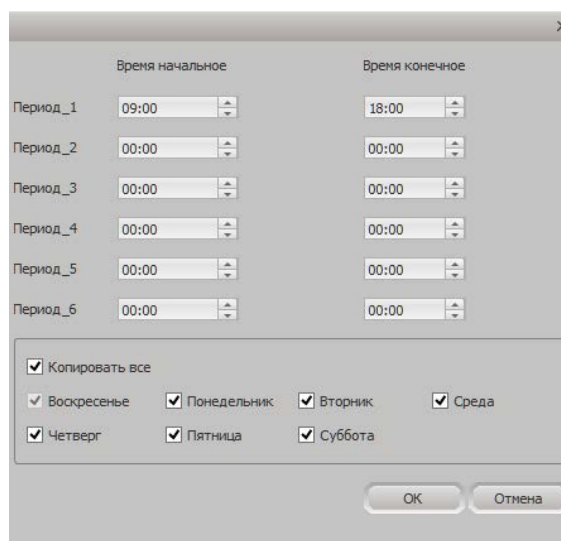 Время начальное Время конечное
Период_1 09:00 18:00
Период_2 00:00 00:00
Период_3 00:00 00:00
Период_4 00:00 00:00
Период_5 00:00 00:00
Период_6 00:00 00:00
Копировать все
Воскресенье Понедельник Вторник Среда
Четверг Пятница Суббота
OK Отмена